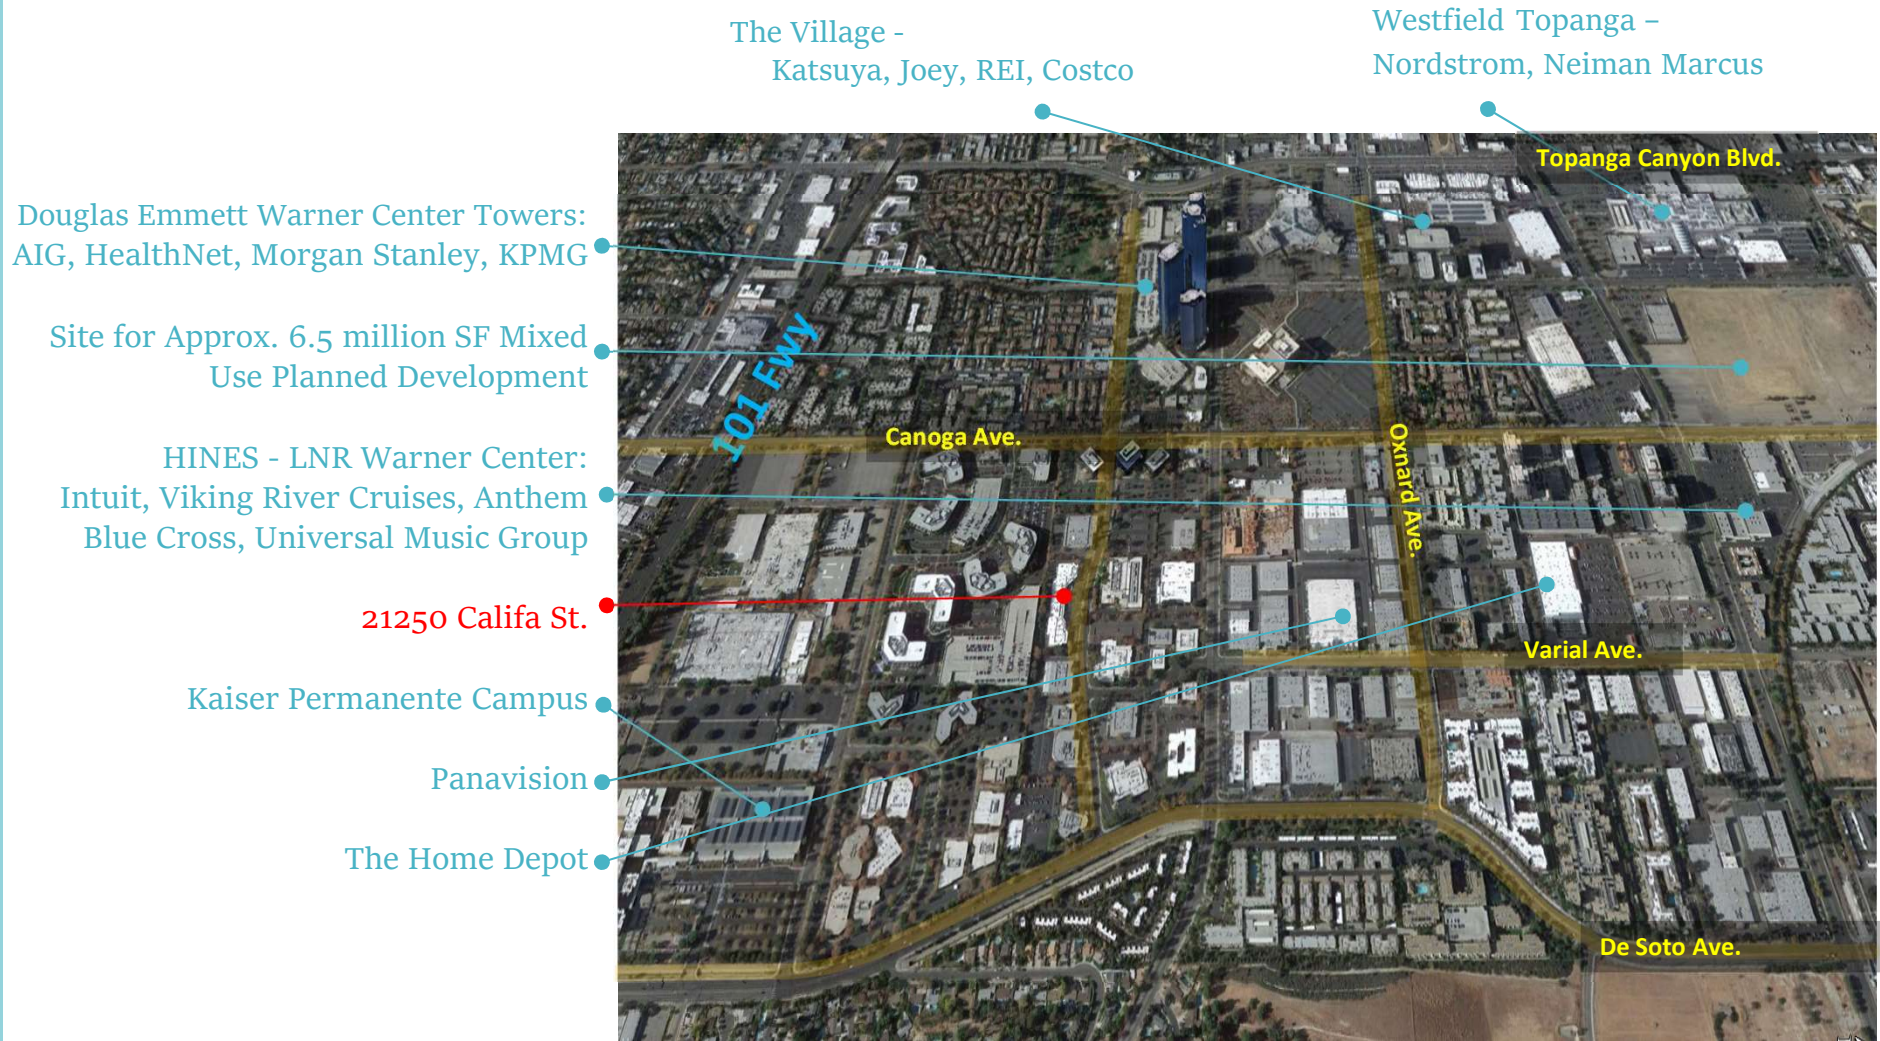 The Village -
Katsuya, Joey, REI, Costco
Westfield Topanga –
Nordstrom, Neiman Marcus
Topanga Canyon Blvd.
Douglas Emmett Warner Center Towers:
AIG, HealthNet, Morgan Stanley, KPMG
Site for Approx. 6.5 million SF Mixed
Use Planned Development
101 Fwy
Canoga Ave.
Oxnard Ave.
HINES - LNR Warner Center:
Intuit, Viking River Cruises, Anthem
Blue Cross, Universal Music Group
21250 Califa St.
Varial Ave.
Kaiser Permanente Campus
Panavision
The Home Depot
De Soto Ave.